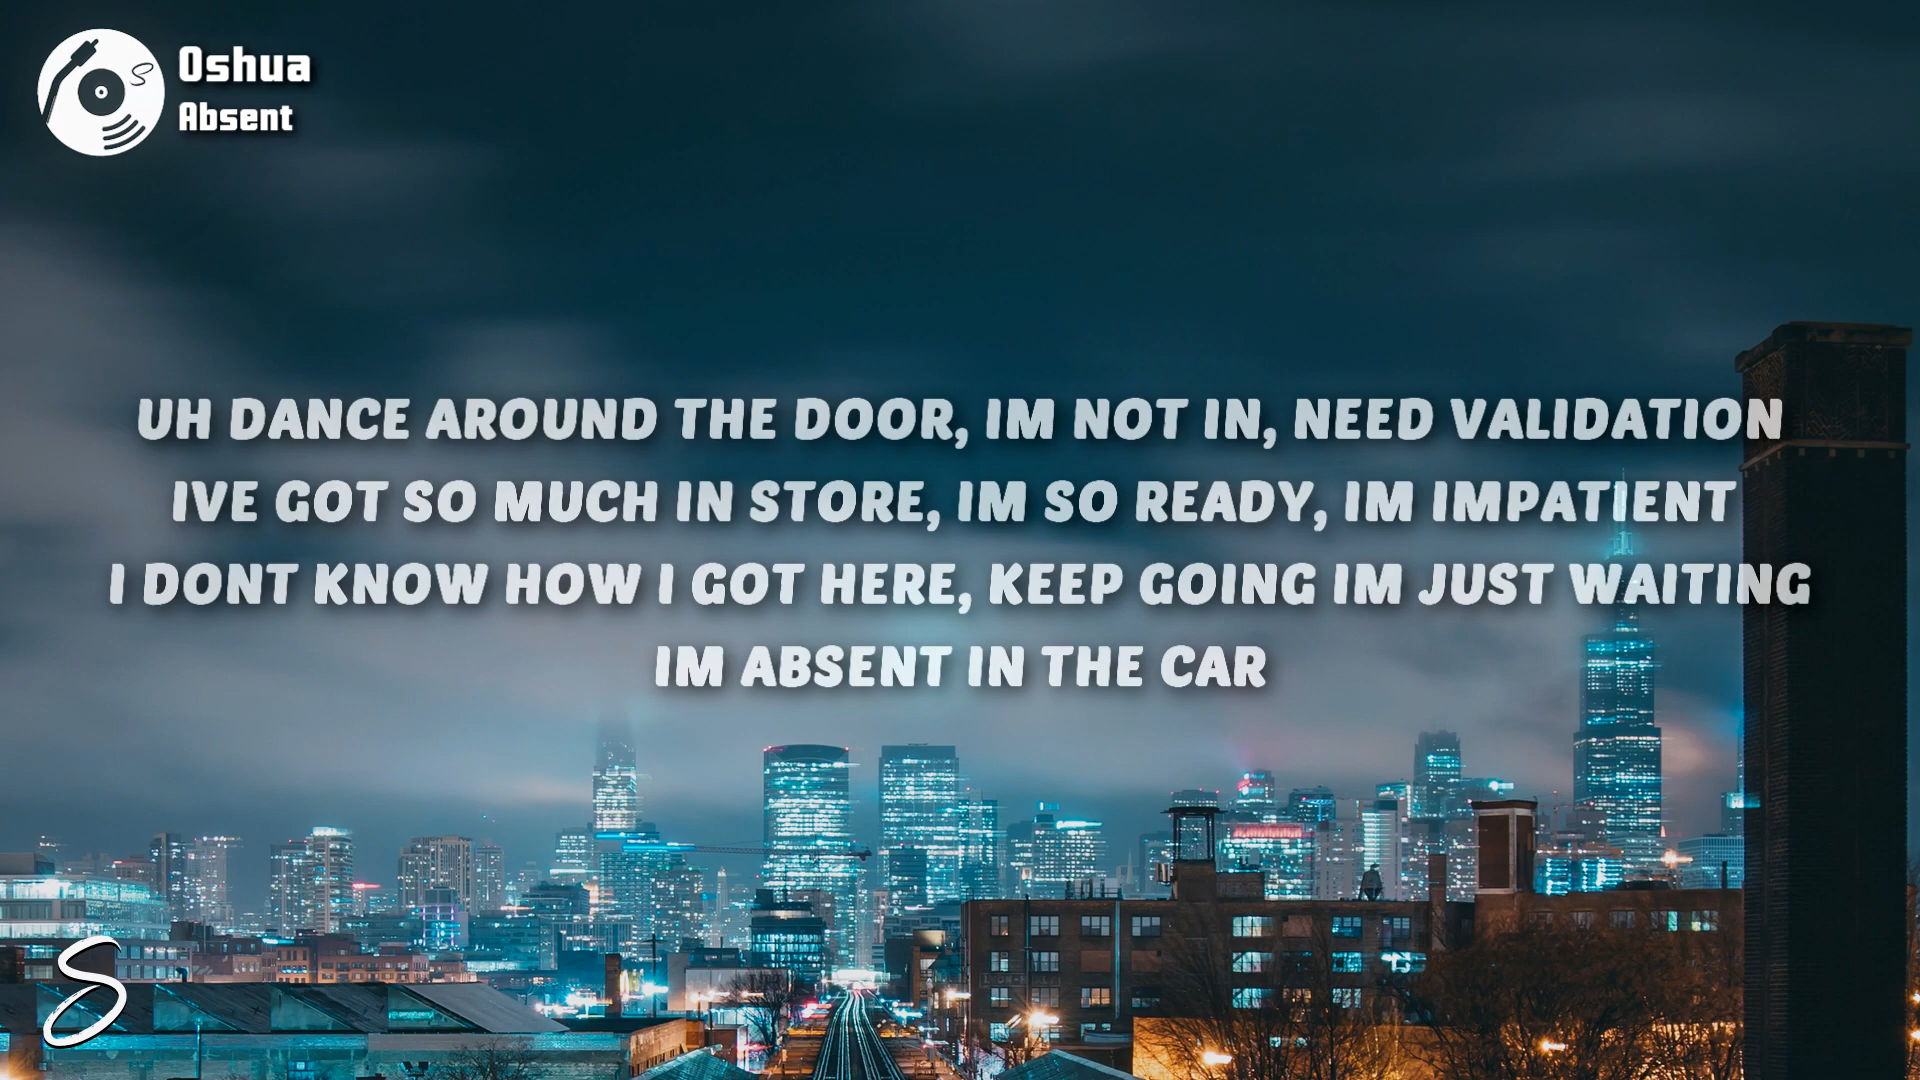 Oshua
Absent
UH DANCE AROUND THE DOOR, IM NOT IN, NEED VALIDATION
IVE GOT SO MUCH IN STORE, IM SO READY, IM IMPATIENT
I DONT KNOW HOW I GOT HERE, KEEP GOING IM JUST WAITING
IM ABSENT IN THE CAR
S
S